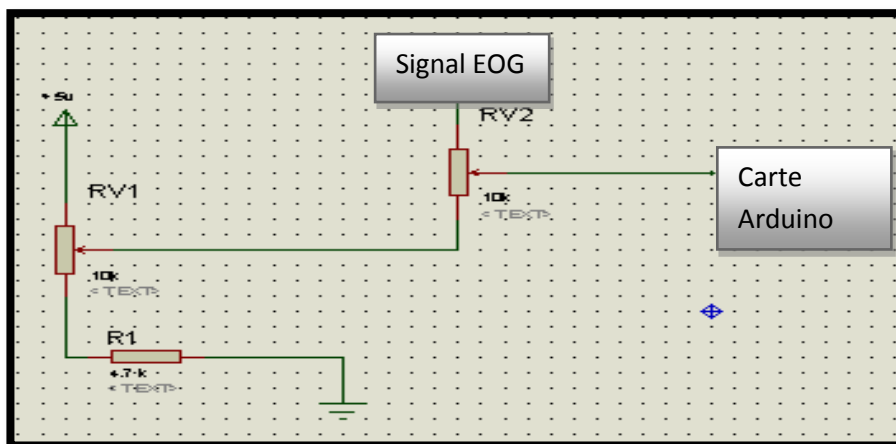 Signal EOG
+5v
RV2
RV1
10k
<TEXT>
Carte
Arduino
10k
<TEXT>
R1
4.7k
<TEXT>